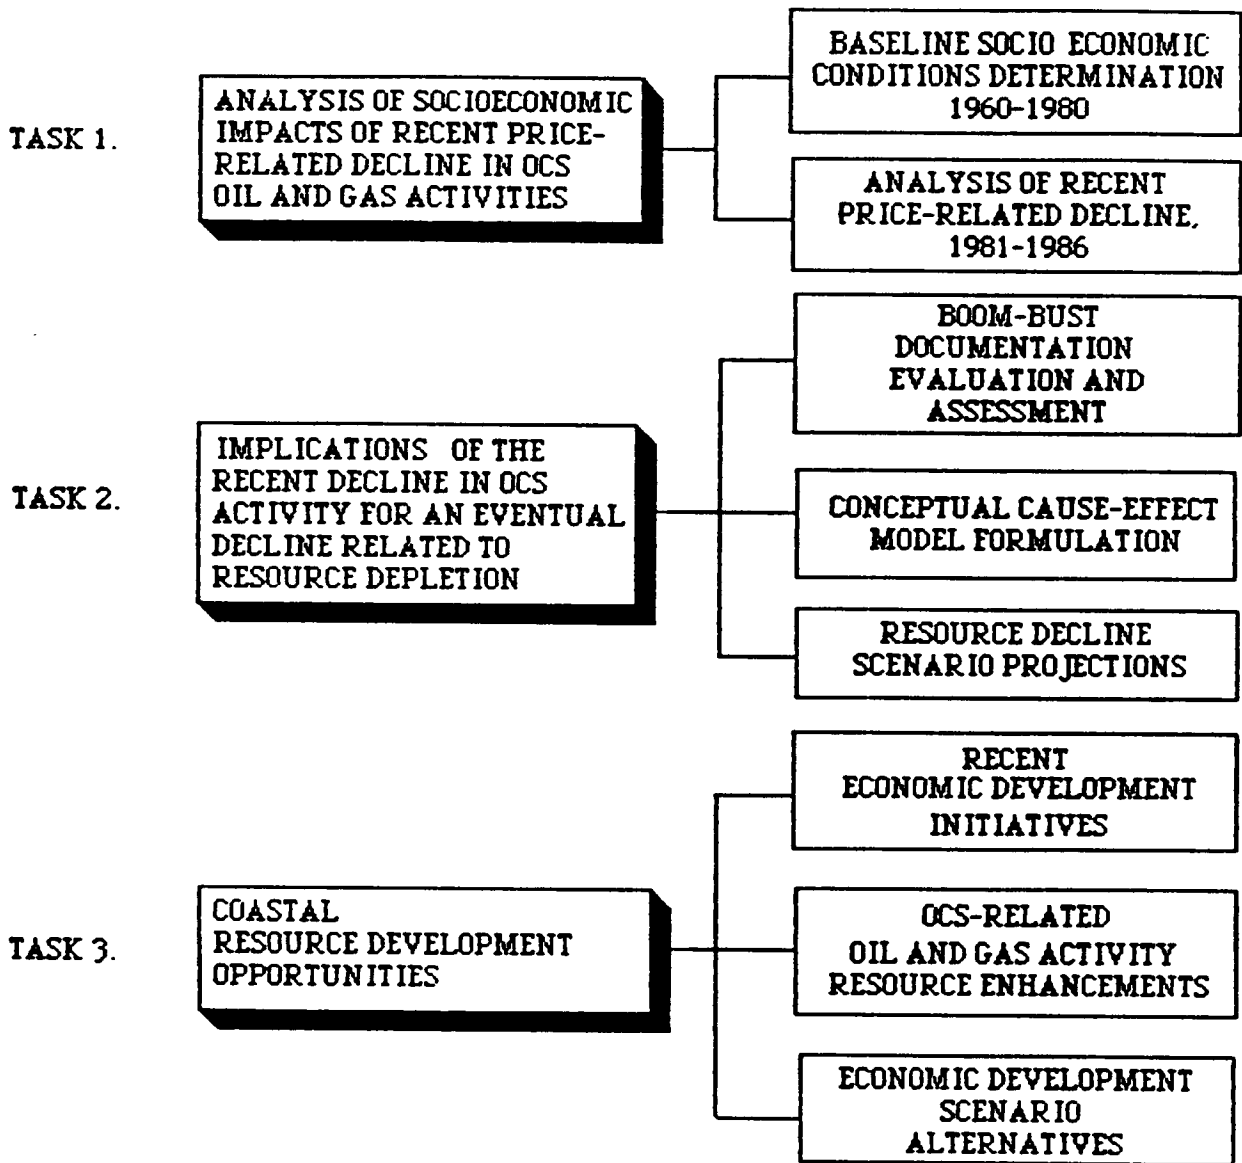 TASK 1.
ANALYSIS OF SOCIOECONOMIC
IMPACTS OF RECENT PRICE-
RELATED DECLINE IN OCS
OIL AND GAS ACTIVITIES
BASELINE SOCIO ECONOMIC
CONDITIONS DETERMINATION
1960-1980
ANALYSIS OF RECENT
PRICE-RELATED DECLINE,
1981-1986
TASK 2.
IMPLICATIONS OF THE
RECENT DECLINE IN OCS
ACTIVITY FOR AN EVENTUAL
DECLINE RELATED TO
RESOURCE DEPLETION
BOOM-BUST
DOCUMENTATION
EVALUATION AND
ASSESSMENT
CONCEPTUAL CAUSE-EFFECT
MODEL FORMULATION
RESOURCE DECLINE
SCENARIO PROJECTIONS
TASK 3.
COASTAL
RESOURCE DEVELOPMENT
OPPORTUNITIES
RECENT
ECONOMIC DEVELOPMENT
INITIATIVES
OCS-RELATED
OIL AND GAS ACTIVITY
RESOURCE ENHANCEMENTS
ECONOMIC DEVELOPMENT
SCENARIO
ALTERNATIVES